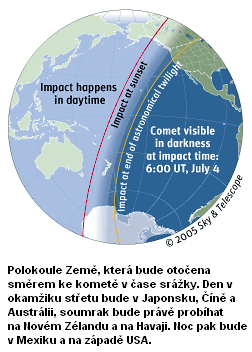 Impact happens
in daytime
Impact at sunset
Impact at end of astronomical twilight
Comet visible
in darkness
at impact time:
6:00 UT, July 4
© 2005 Sky & Telescope
Polokoule Země, která bude otočena
směrem ke kometě v čase srážky. Den v
okamžiku střetu bude v Japonsku, Číně a
Austrálii, soumrak bude právě probíhat
na Novém Zélandu a na Havaji. Noc pak bude
v Mexiku a na západě USA.